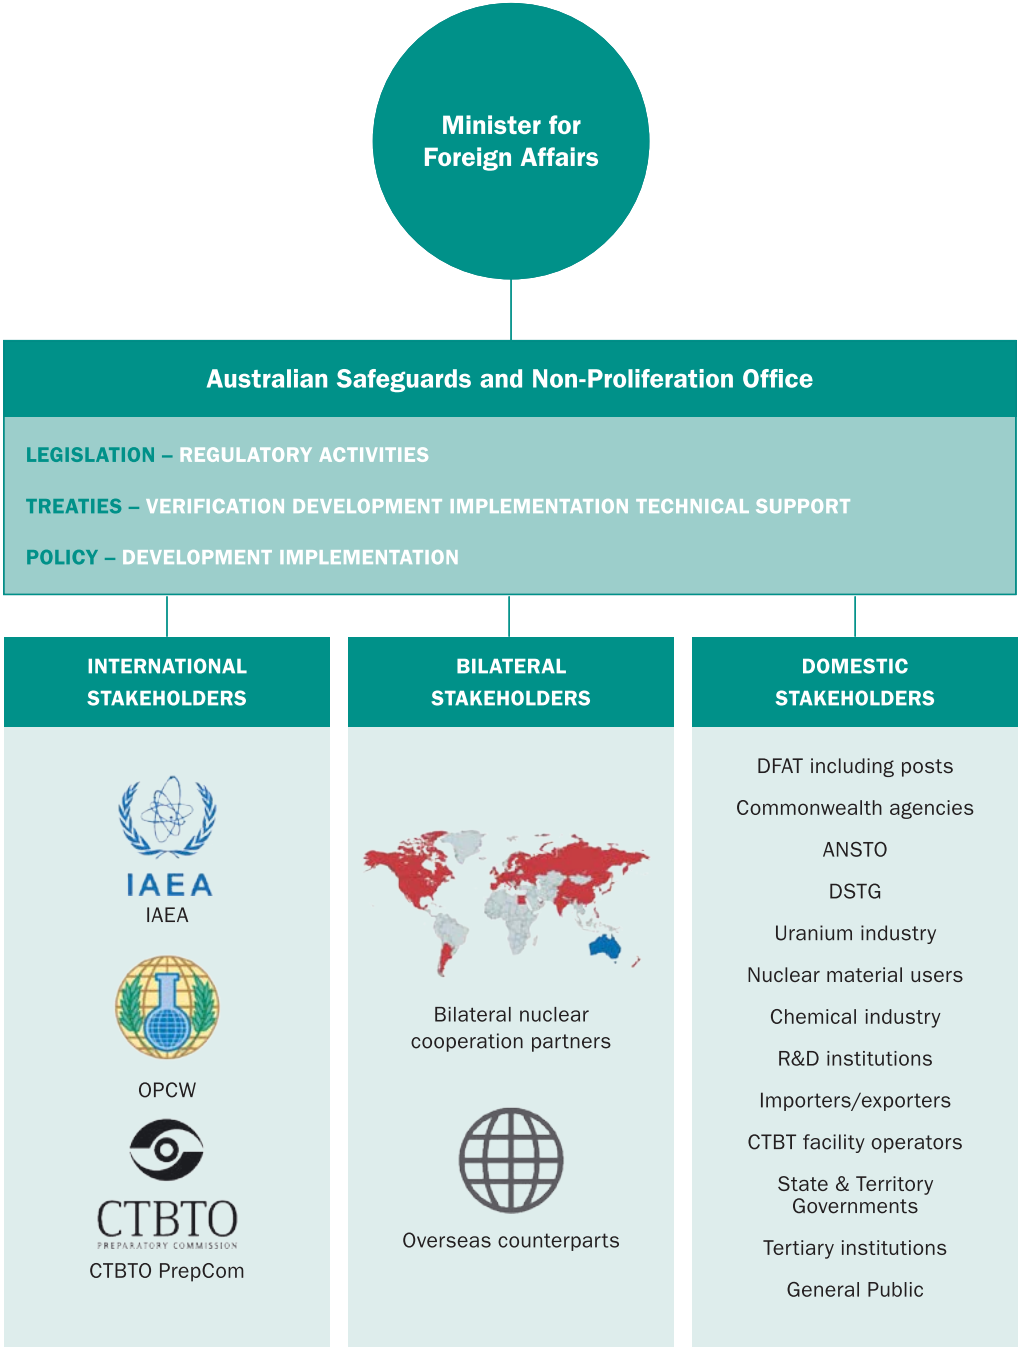 Minister for
Foreign Affairs
Australian Safeguards and Non-Proliferation Office
LEGISLATION – REGULATORY ACTIVITIES
TREATIES – VERIFICATION DEVELOPMENT IMPLEMENTATION TECHNICAL SUPPORT
POLICY – DEVELOPMENT IMPLEMENTATION
INTERNATIONAL
STAKEHOLDERS
IAEA
IAEA
OPCW
CTBTO
PREPARATORY COMMISSION
CTBTO PrepCom
BILATERAL
STAKEHOLDERS
Bilateral nuclear
cooperation partners
Overseas counterparts
DOMESTIC
STAKEHOLDERS
DFAT including posts
Commonwealth agencies
ANSTO
DSTG
Uranium industry
Nuclear material users
Chemical industry
R&D institutions
Importers/exporters
CTBT facility operators
State & Territory
Governments
Tertiary institutions
General Public